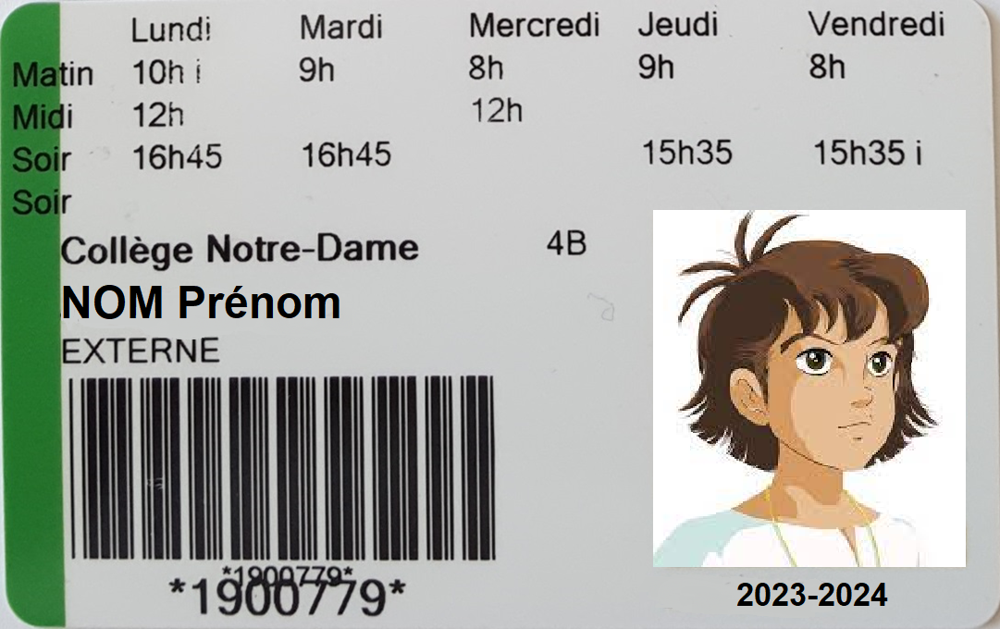 Lundi Mardi Mercredi Jeudi Vendredi
Matin 10h i 9h 8h 9h 8h
Midi 12h 12h
Soir 16h45 16h45 15h35 15h35 i
Soir
Collège Notre-Dame 4B
NOM Prénom
EXTERNE
*1900779*
*1900779*
2023-2024